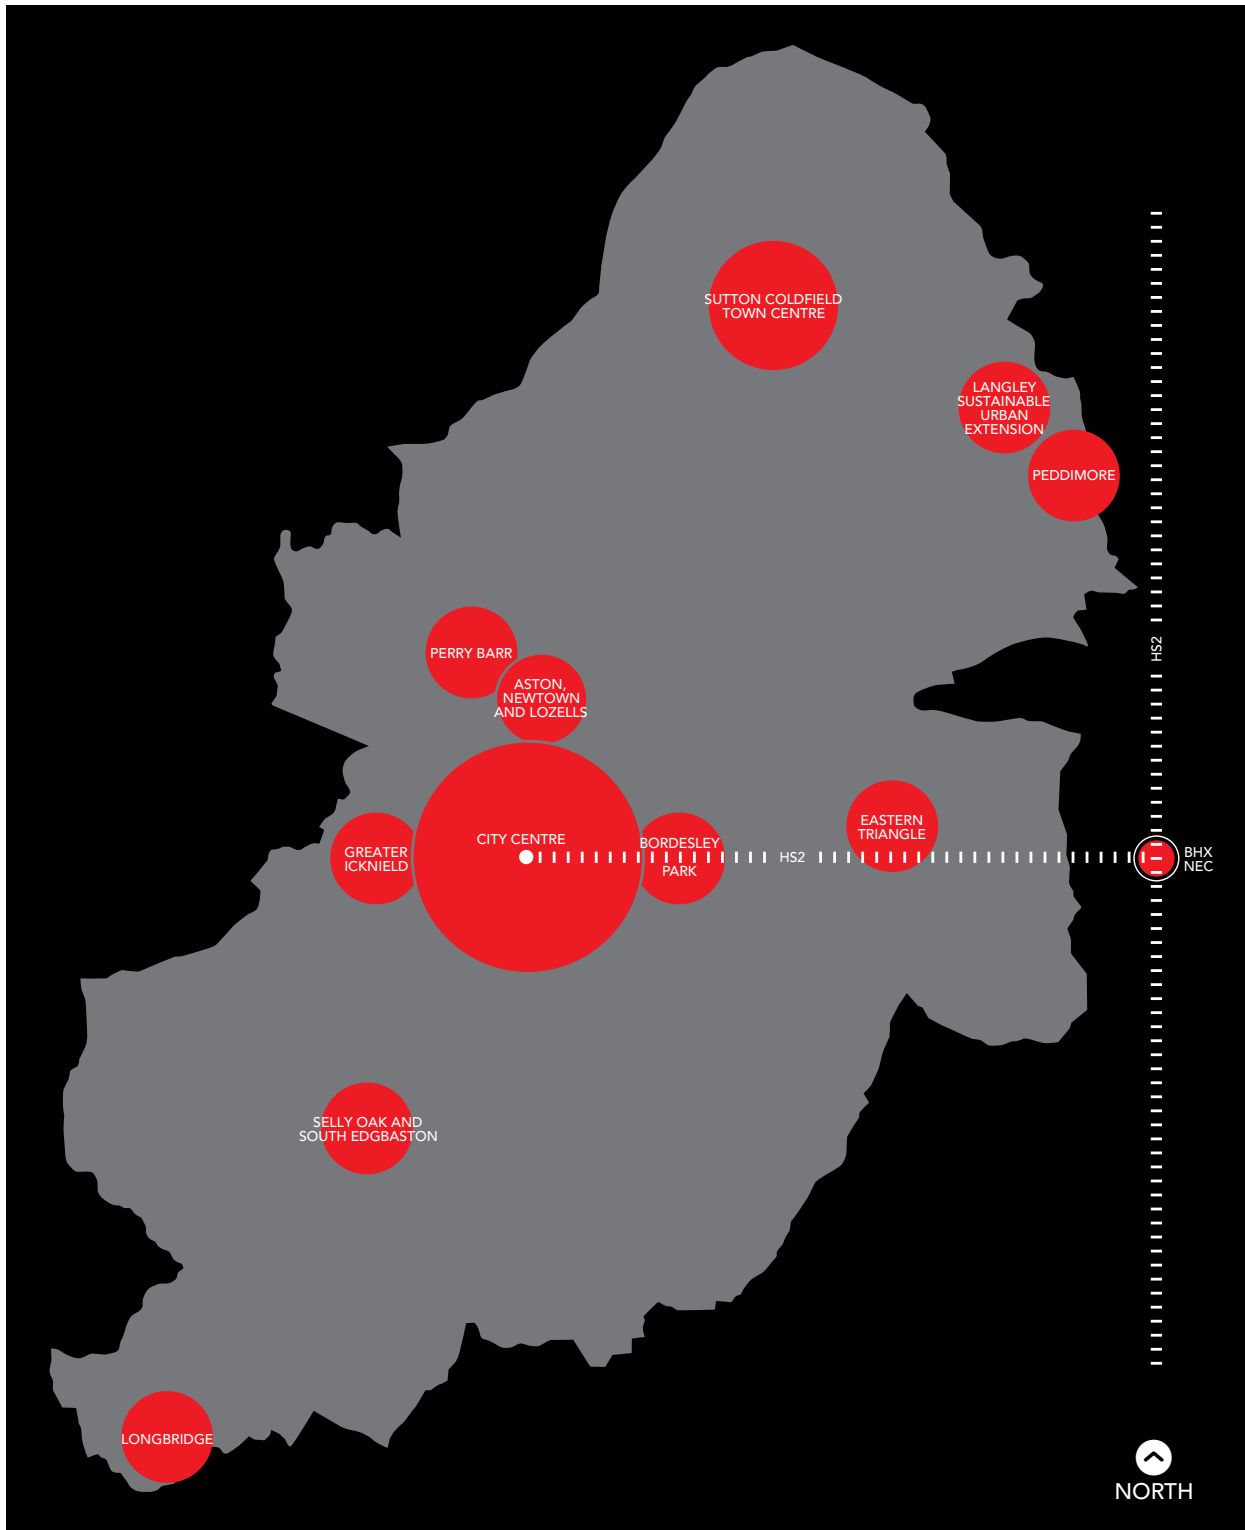 SUTTON COLDFIELD
TOWN CENTRE
LANGLEY
SUSTAINABLE
URBAN
EXTENSION
PEDDIMORE
HS2
PERRY BARR
ASTON,
NEWTOWN
AND LOZELLS
EASTERN
TRIANGLE
CITY CENTRE
GREATER
ICKNIELD
BORDESLEY
PARK
HS2
BHX
NEC
SELLY OAK AND
SOUTH EDGBASTON
LONGBRIDGE
NORTH